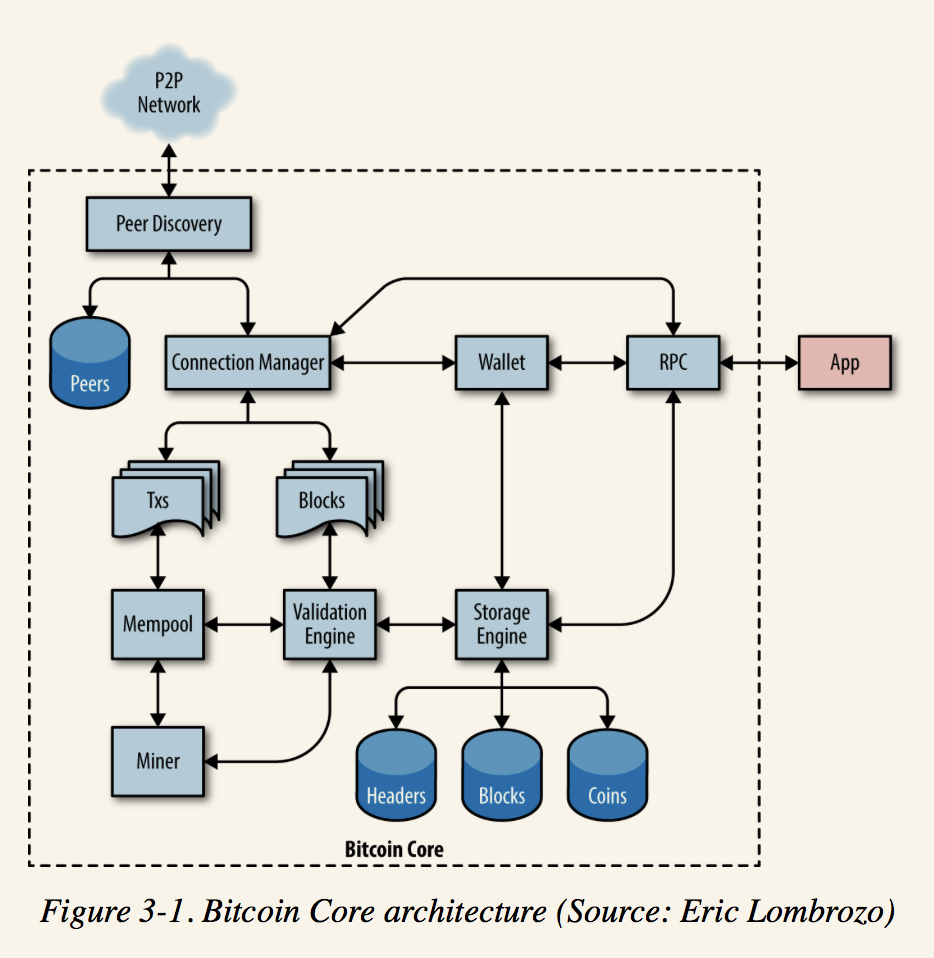 P2P
Network
Peer Discovery
Peers
Connection Manager
Wallet
RPC
App
Txs
Blocks
Mempool
Validation
Engine
Storage
Engine
Miner
Headers
Blocks
Coins
Bitcoin Core
Figure 3-1. Bitcoin Core architecture (Source: Eric Lombrozo)